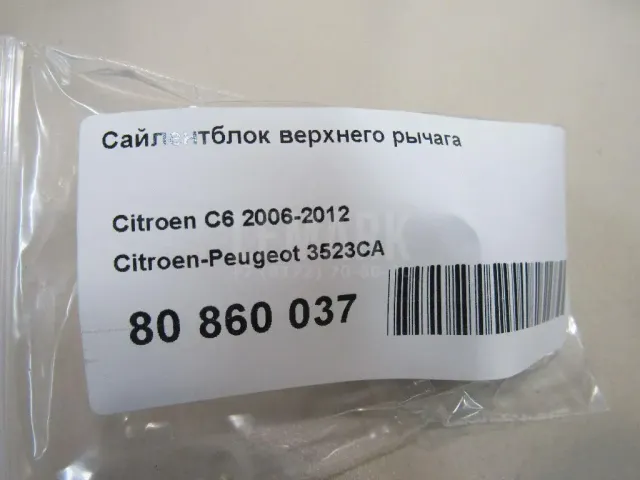 Сайлентблок верхнего рычага
Citroen C6 2006-2012
Citroen-Peugeot 3523CA
80 860 037